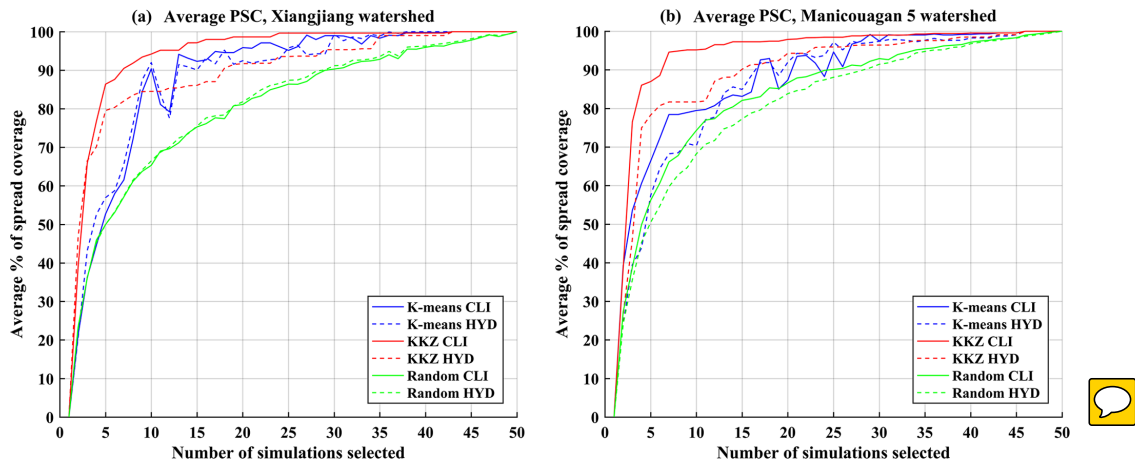 (a) Average PSC, Xiangjiang watershed
Average % of spread coverage
100
90
80
70
60
50
40
30
20
10
0
K-means CLI
K-means HYD
KKZ CLI
KKZ HYD
Random CLI
Random HYD
0 5 10 15 20 25 30 35 40 45 50
Number of simulations selected
(b) Average PSC, Manicouagan 5 watershed
Average % of spread coverage
100
90
80
70
60
50
40
30
20
10
0
K-means CLI
K-means HYD
KKZ CLI
KKZ HYD
Random CLI
Random HYD
0 5 10 15 20 25 30 35 40 45 50
Number of simulations selected